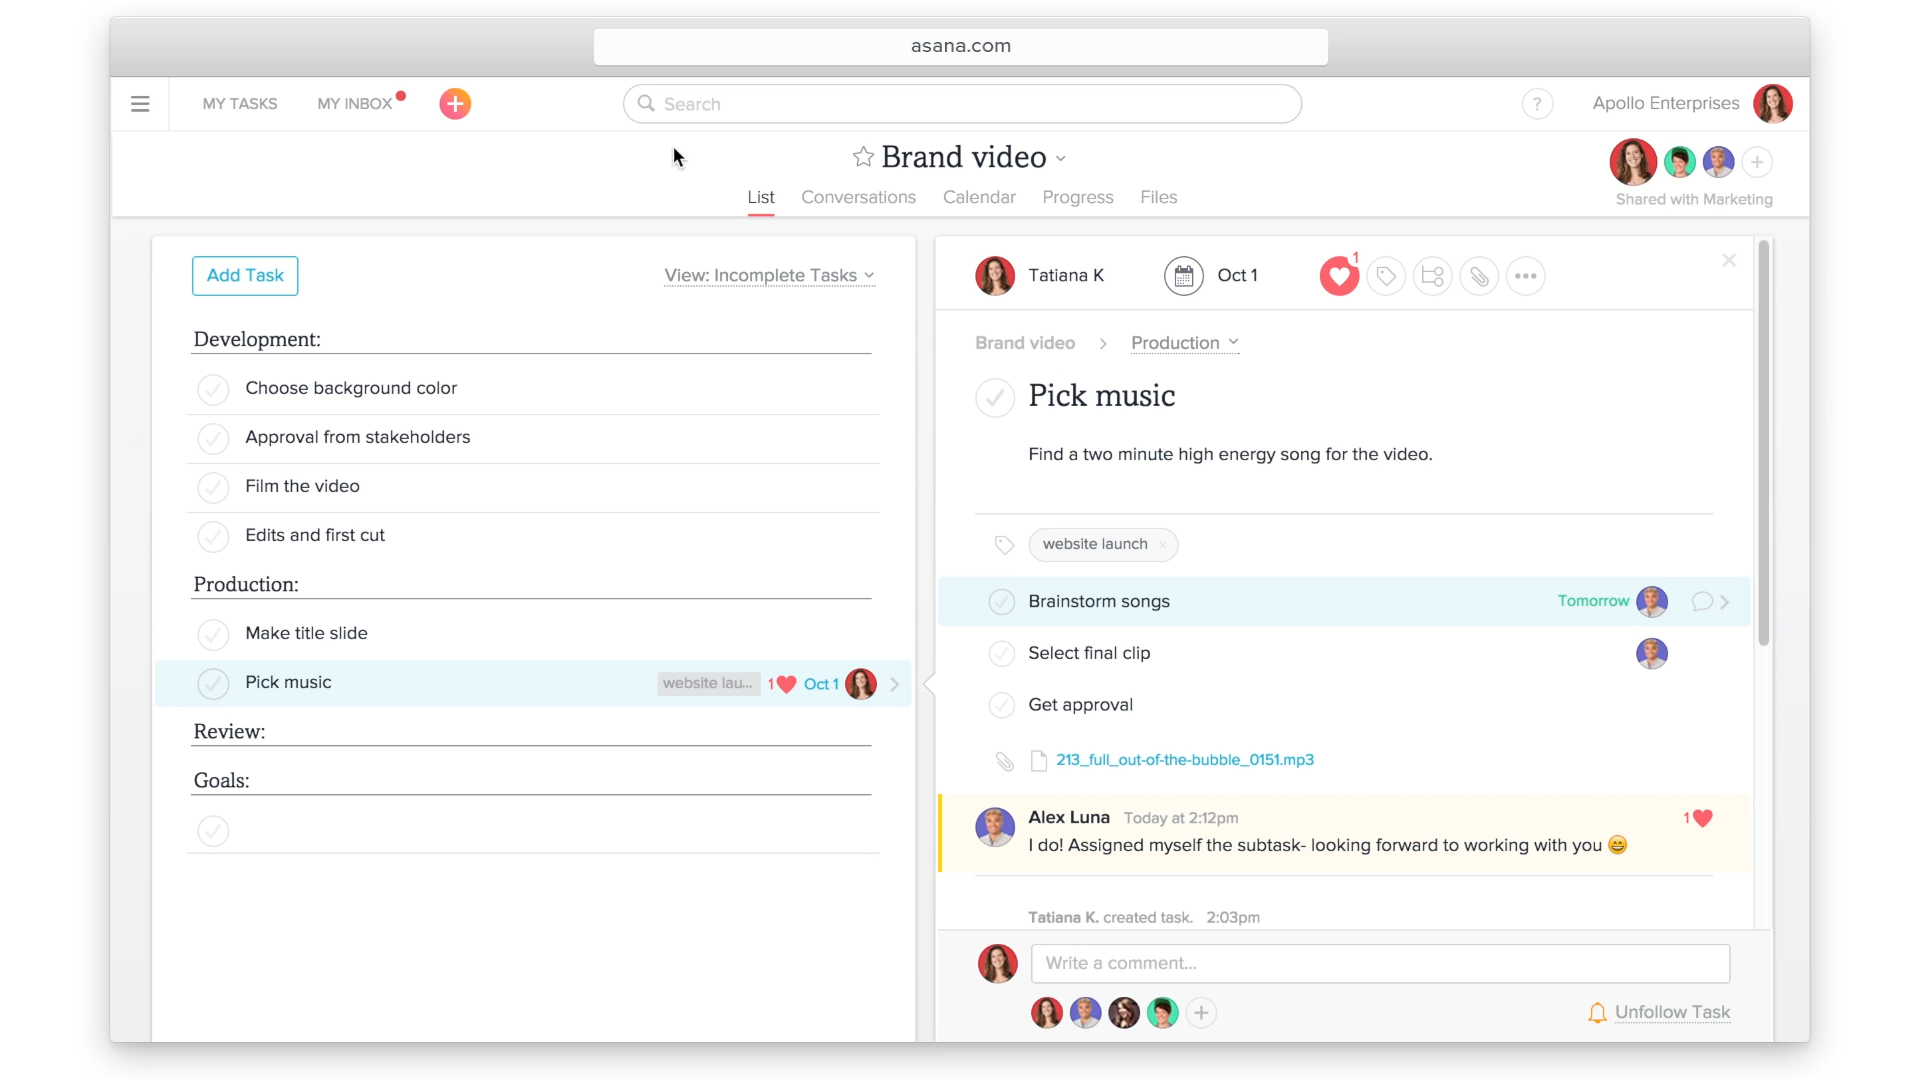 asana.com
MY TASKS
MY INBOX
Search
?
Apollo Enterprises
Brand video
List
Conversations
Calendar
Progress
Files
Shared with Marketing
Add Task
View: Incomplete Tasks
Development:
Choose background color
Approval from stakeholders
Film the video
Edits and first cut
Production:
Make title slide
Pick music
website lau...
1
Oct 1
Review:
Goals:
Tatiana K
Oct 1
1
Brand video > Production
Pick music
Find a two minute high energy song for the video.
website launch ×
Brainstorm songs
Tomorrow
Select final clip
Get approval
213_full_out-of-the-bubble_0151.mp3
Alex Luna Today at 2:12pm
1
I do! Assigned myself the subtask- looking forward to working with you 😄
Tatiana K. created task. 2:03pm
Write a comment...
Unfollow Task